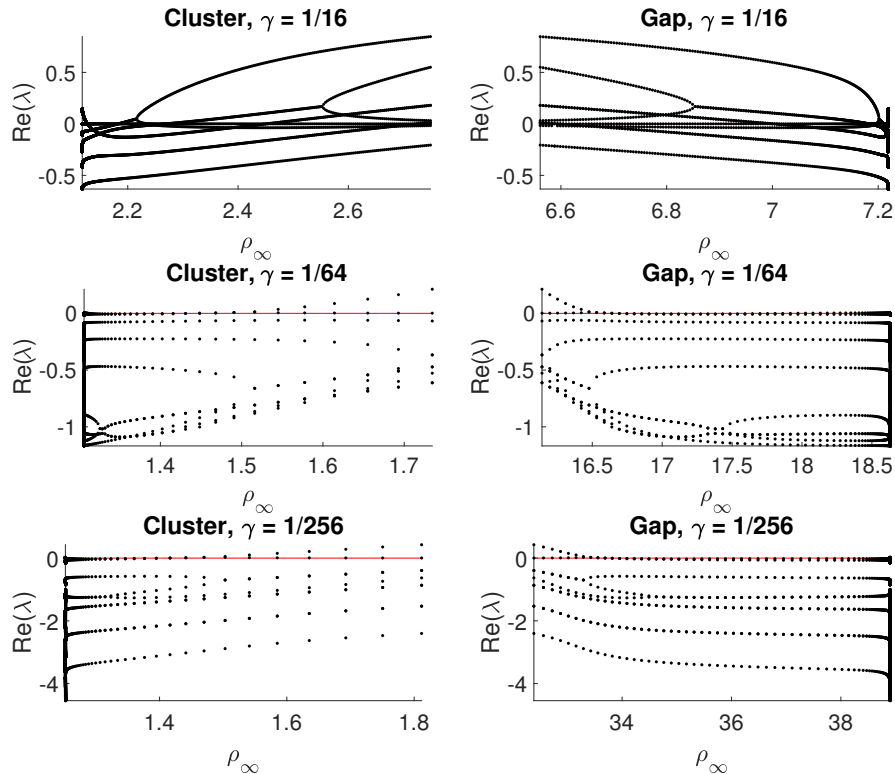 Cluster, γ = 1/16
Gap, γ = 1/16
Re(λ)
0.5
0
-0.5
2.2 2.4 2.6
ρ∞
Re(λ)
0.5
0
-0.5
6.6 6.8 7 7.2
ρ∞
Cluster, γ = 1/64
Gap, γ = 1/64
Re(λ)
0
-0.5
-1
1.4 1.5 1.6 1.7
ρ∞
Re(λ)
0
-0.5
-1
16.5 17 17.5 18 18.5
ρ∞
Cluster, γ = 1/256
Gap, γ = 1/256
Re(λ)
0
-2
-4
1.4 1.6 1.8
ρ∞
Re(λ)
0
-2
-4
34 36 38
ρ∞